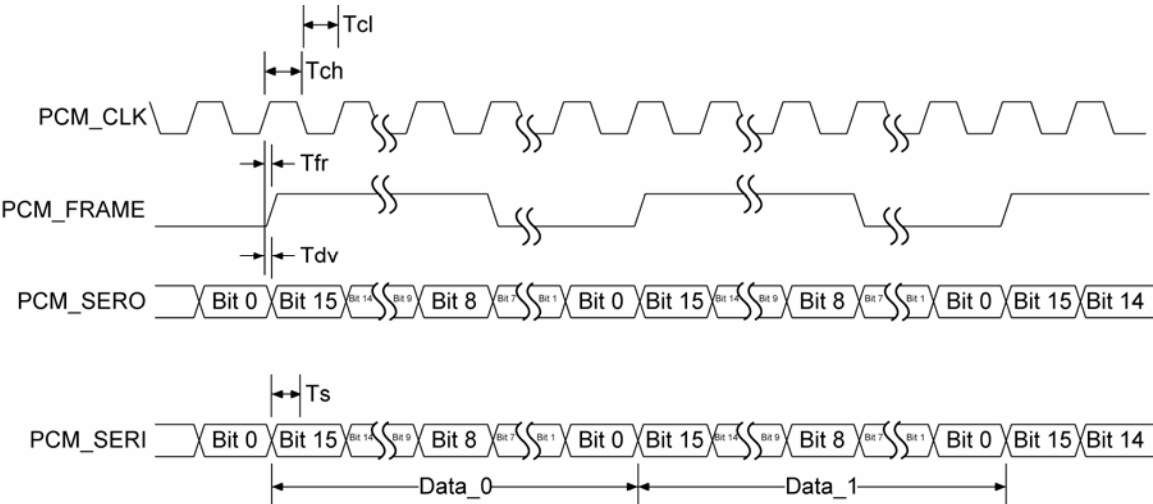 Tcl
Tch
PCM_CLK
Tfr
PCM_FRAME
Tdv
PCM_SERO Bit 0 Bit 15 Bit 14 Bit 9 Bit 8 Bit 7 Bit 1 Bit 0 Bit 15 Bit 14 Bit 9 Bit 8 Bit 7 Bit 1 Bit 0 Bit 15 Bit 14
Ts
PCM_SERI Bit 0 Bit 15 Bit 14 Bit 9 Bit 8 Bit 7 Bit 1 Bit 0 Bit 15 Bit 14 Bit 9 Bit 8 Bit 7 Bit 1 Bit 0 Bit 15 Bit 14
Data_0 Data_1